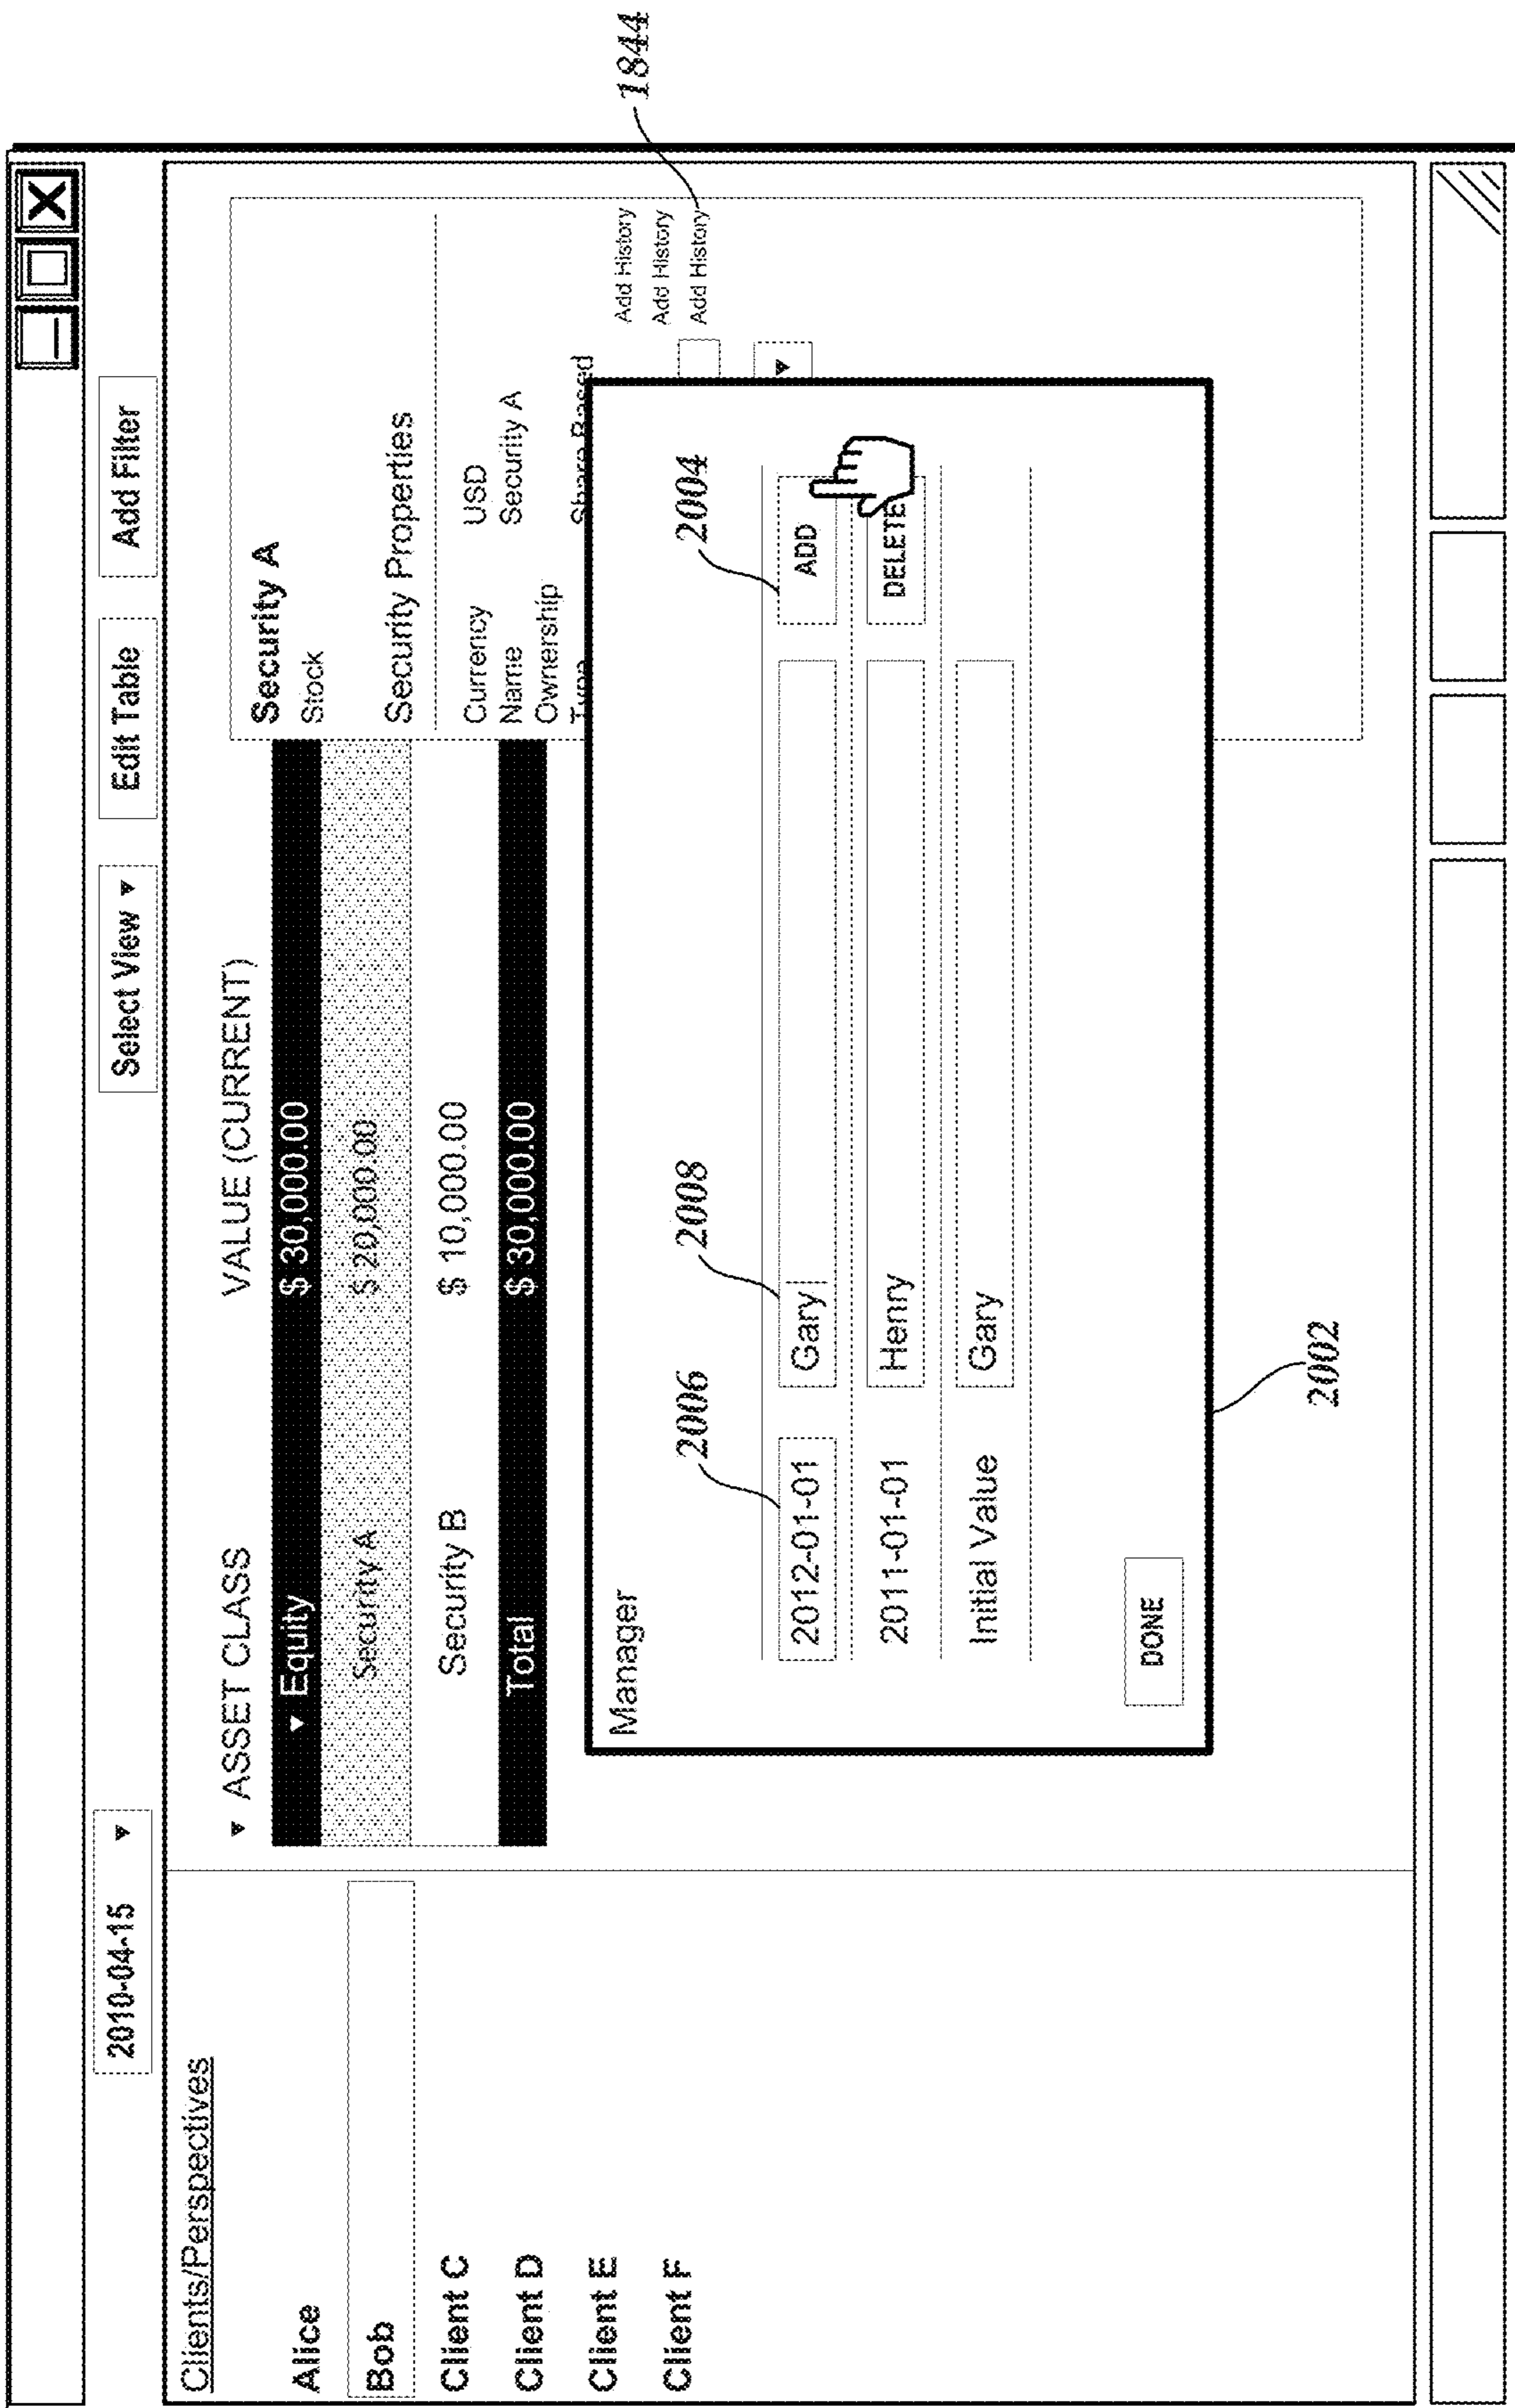 2010-04-15 ▼
Select View ▼
Edit Table
Add Filter
Clients/Perspectives
Alice
Bob
Client C
Client D
Client E
Client F
▼ ASSET CLASS VALUE (CURRENT)
▼ Equity $ 30,000.00
Security A $ 20,000.00
Security B $ 10,000.00
Total $ 30,000.00
Security A
Stock
Security Properties
Currency USD
Name Security A
Ownership
Type Share Based
Add History
Add History
Add History
1844
Manager
2006 2008 2004
2012-01-01 Gary ADD
2011-01-01 Henry DELETE
Initial Value Gary
DONE
2002